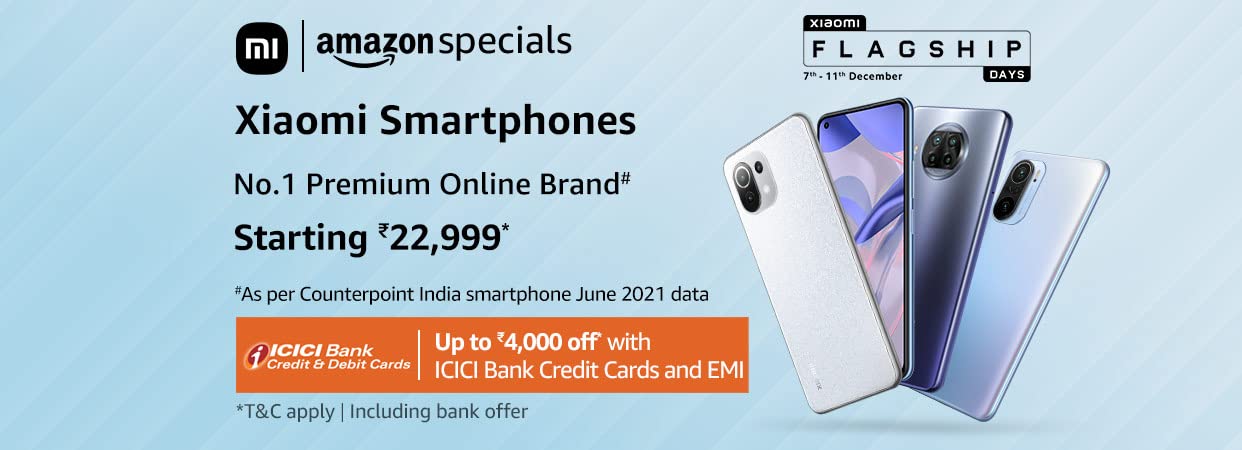 mi | amazon specials
XIAOMI
FLAGSHIP
7th - 11th December DAYS
Xiaomi Smartphones
No.1 Premium Online Brand#
Starting ₹22,999*
#As per Counterpoint India smartphone June 2021 data
ICICI Bank
Credit & Debit Cards
Up to ₹4,000 off* with
ICICI Bank Credit Cards and EMI
*T&C apply | Including bank offer